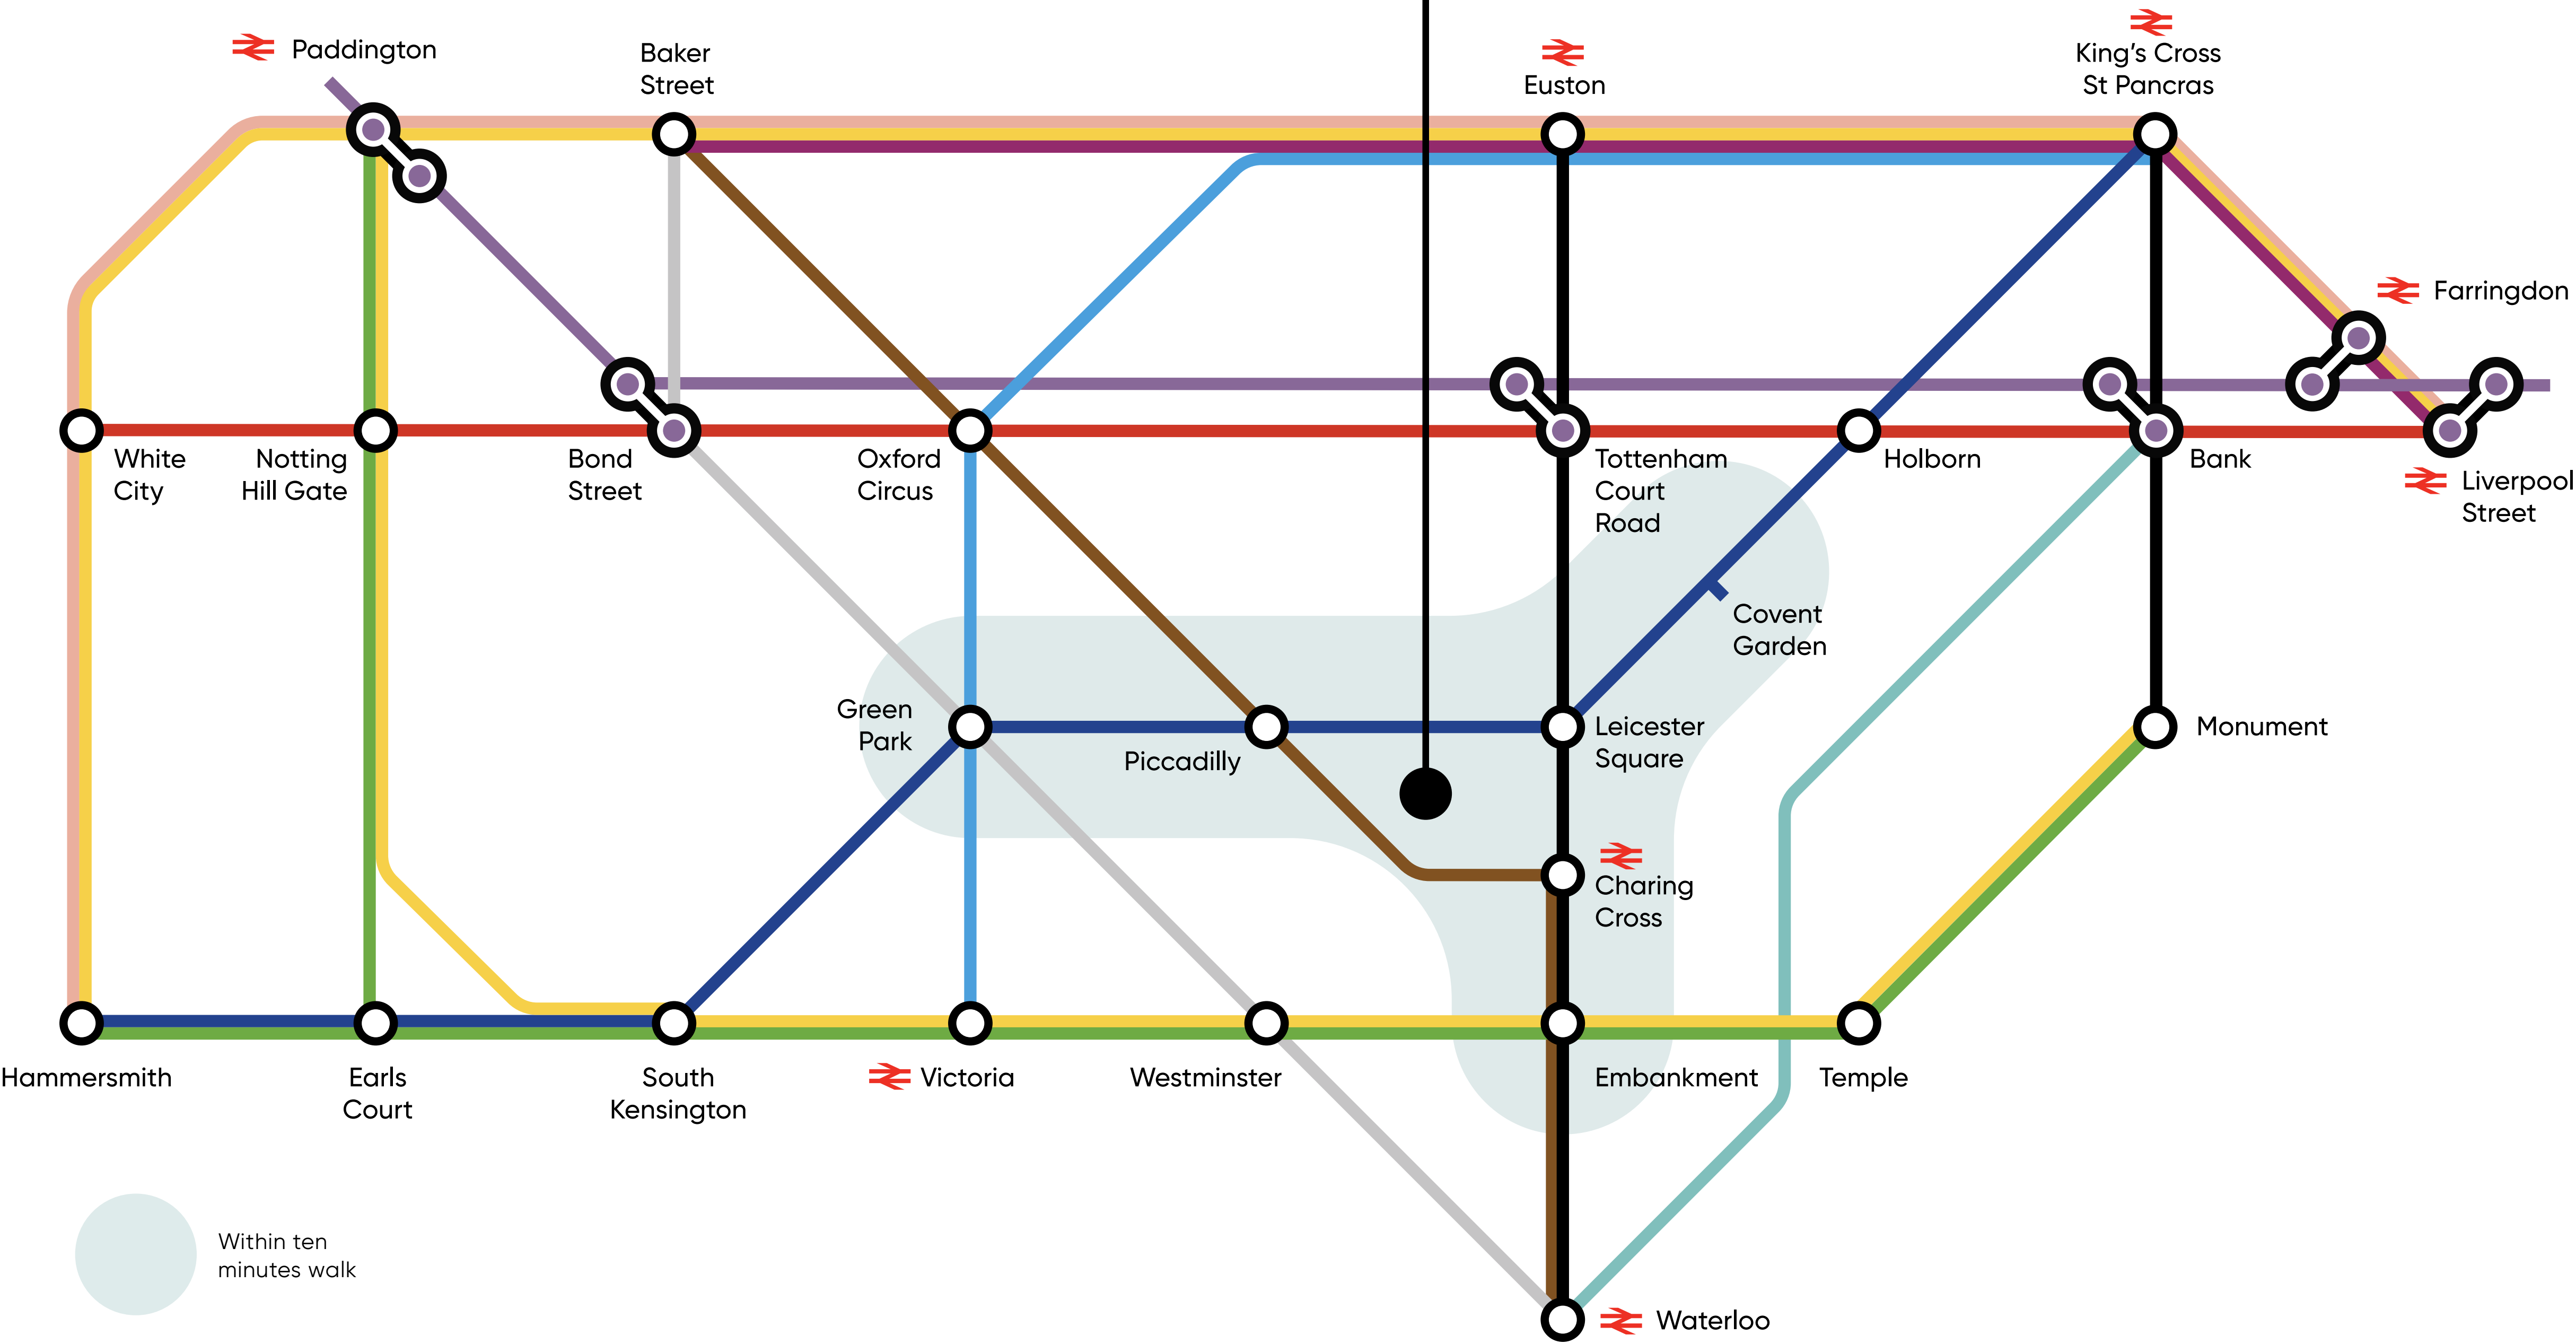 Paddington
Baker
Street
Euston
King's Cross
St Pancras
Farringdon
White
City
Notting
Hill Gate
Bond
Street
Oxford
Circus
Tottenham
Court
Road
Holborn
Bank
Liverpool
Street
Covent
Garden
Green
Park
Piccadilly
Leicester
Square
Monument
Charing
Cross
Hammersmith
Earls
Court
South
Kensington
Victoria
Westminster
Embankment
Temple
Within ten
minutes walk
Waterloo